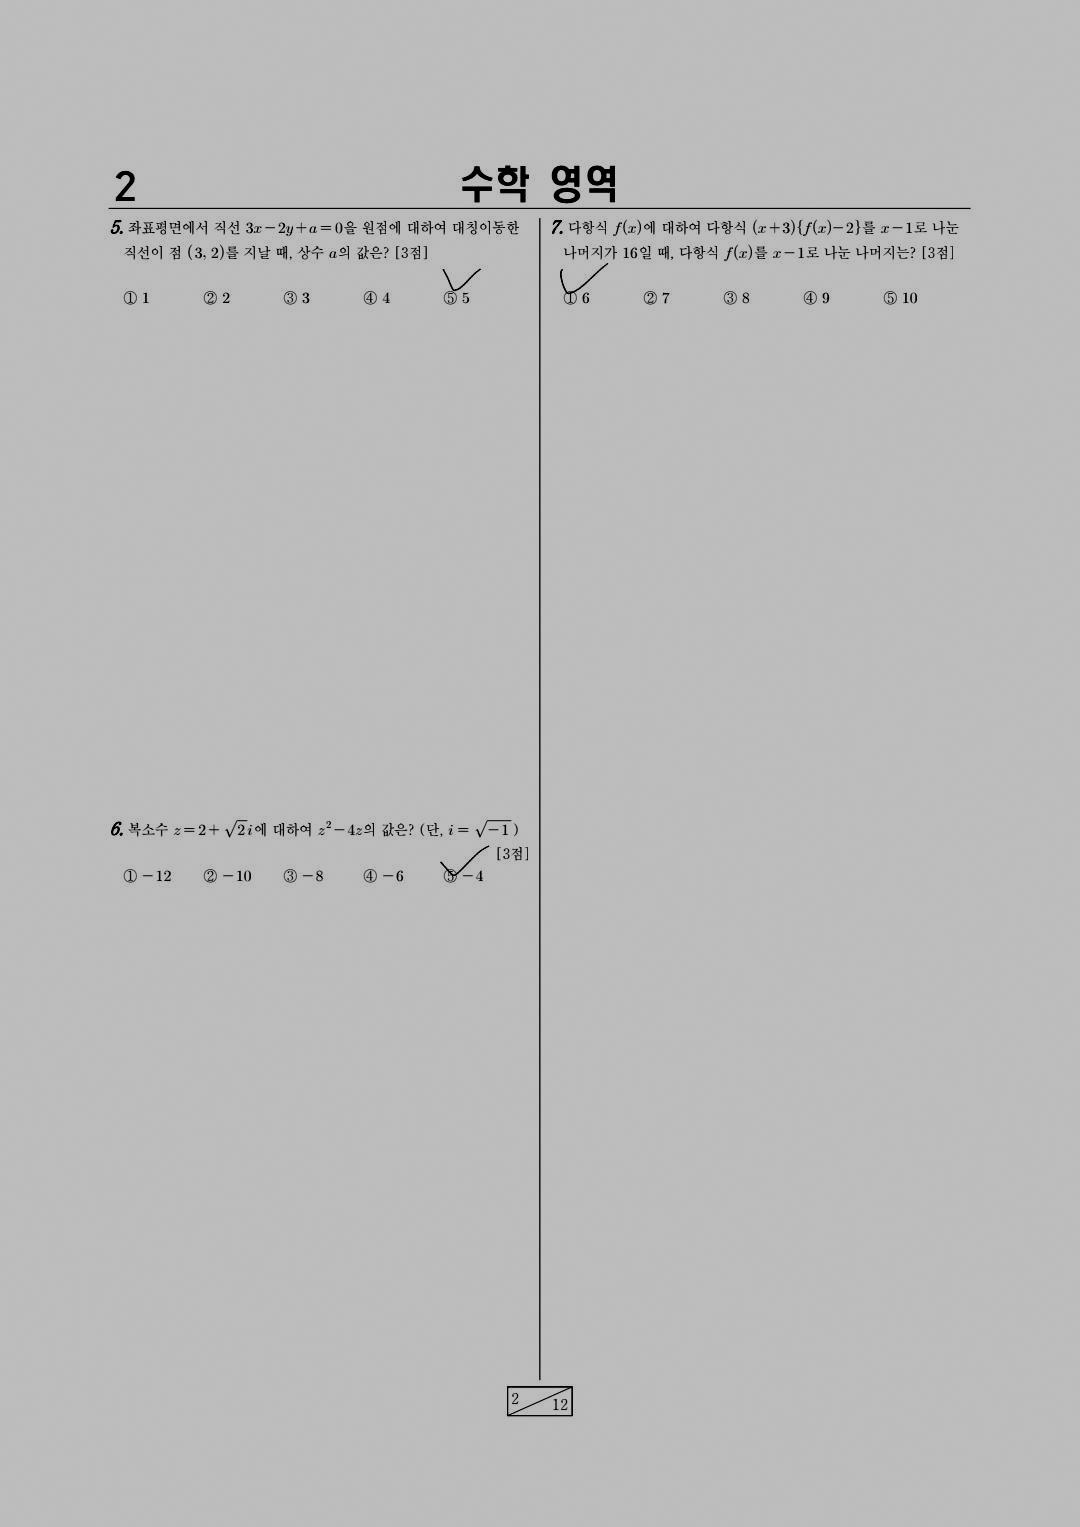 2
수학 영역
5. 좌표평면에서 직선 3x-2y+a=0을 원점에 대하여 대칭이동한
직선이 점 (3, 2)를 지날 때, 상수 a의 값은? [3점]
① 1 ② 2 ③ 3 ④ 4 ⑤ 5
6. 복소수 z=2+√2i에 대하여 z²-4z의 값은? (단, i=√-1)
[3점]
① -12 ② -10 ③ -8 ④ -6 ⑤ -4
7. 다항식 f(x)에 대하여 다항식 (x+3){f(x)-2}를 x-1로 나눈
나머지가 16일 때, 다항식 f(x)를 x-1로 나눈 나머지는? [3점]
① 6 ② 7 ③ 8 ④ 9 ⑤ 10
2
12